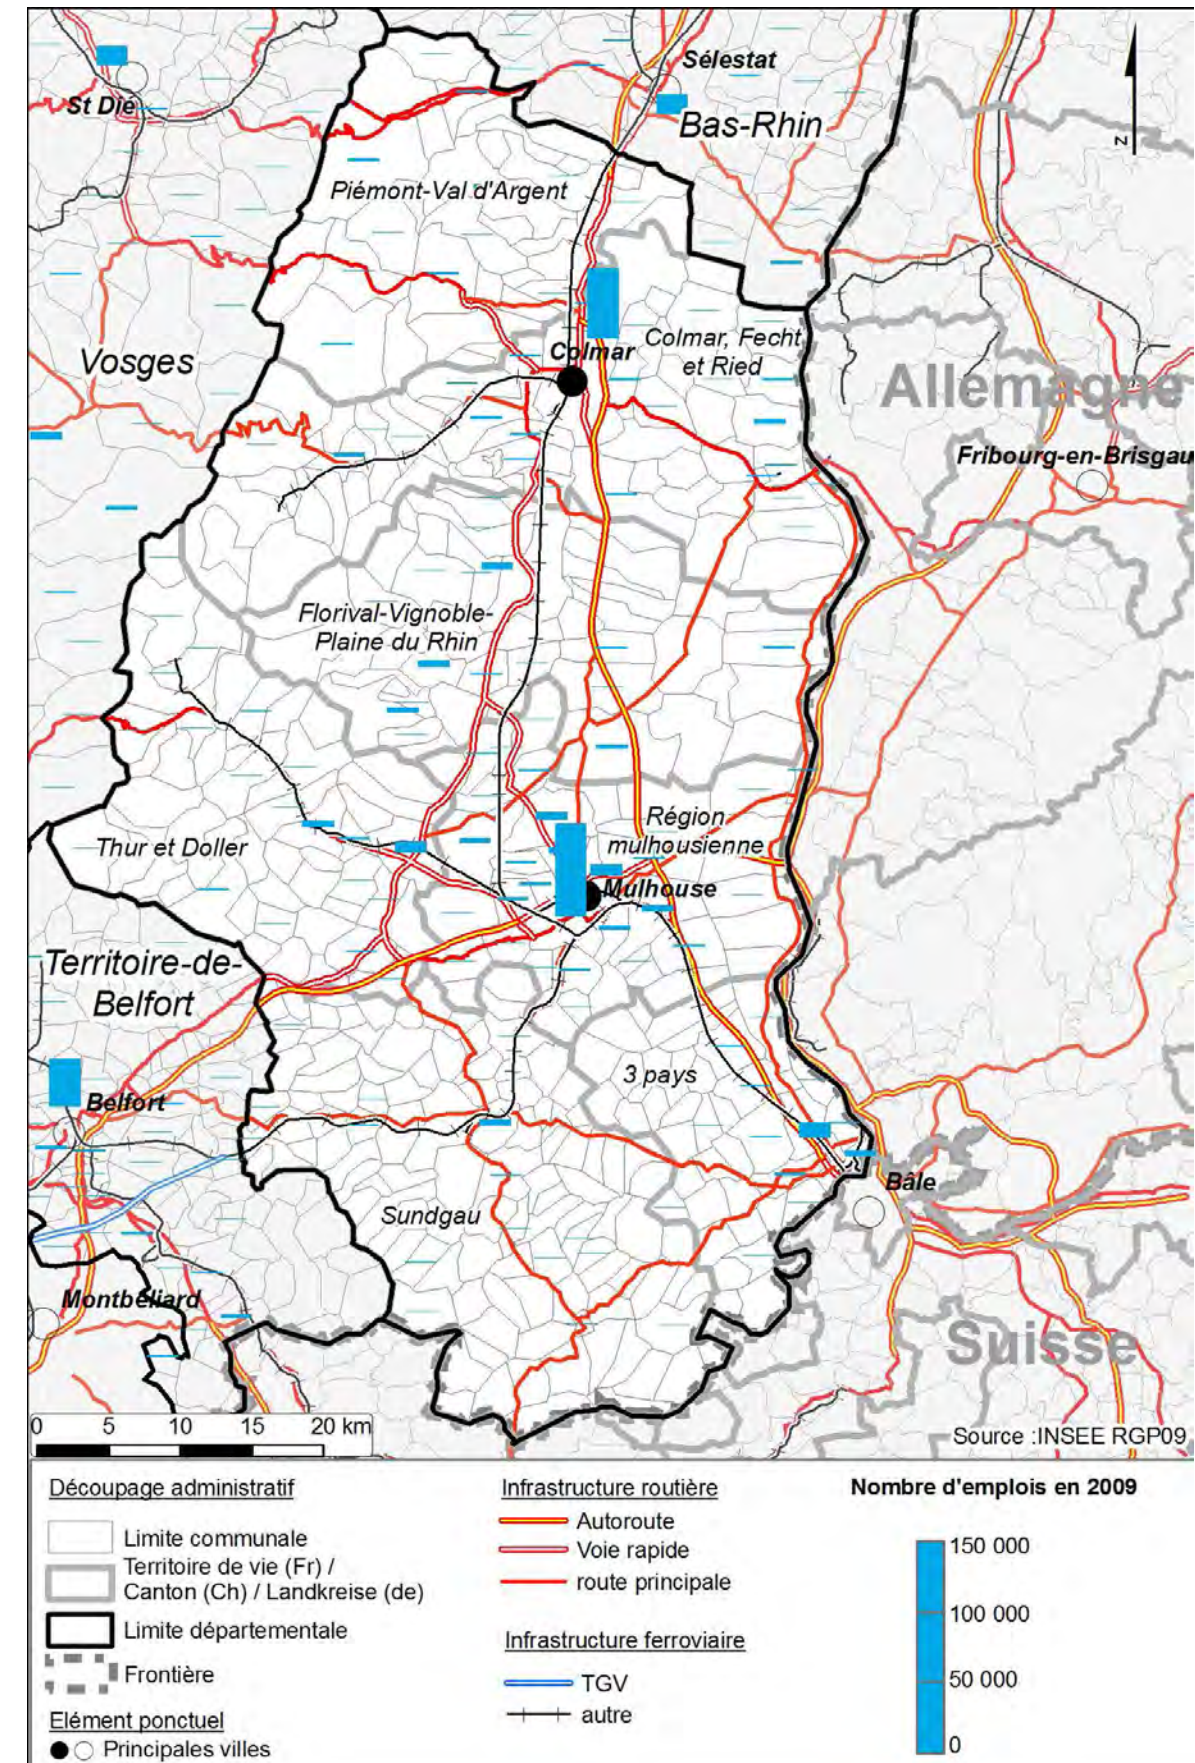 Sélestat
St Dié
Bas-Rhin
z
Piémont-Val d'Argent
Vosges
Colmar
Colmar, Fecht
et Ried
Allemagne
Fribourg-en-Brisgau
Florival-Vignoble-
Plaine du Rhin
Thur et Doller
Région
mulhousienne
Mulhouse
Territoire-de-
Belfort
3 pays
Belfort
Bâle
Sundgau
Montbéliard
Suisse
0 5 10 15 20 km
Source :INSEE RGP09
Découpage administratif
Limite communale
Territoire de vie (Fr) /
Canton (Ch) / Landkreise (de)
Limite départementale
Frontière
Elément ponctuel
Principales villes
Infrastructure routière
Autoroute
Voie rapide
route principale
Infrastructure ferroviaire
TGV
autre
Nombre d'emplois en 2009
150 000
100 000
50 000
0